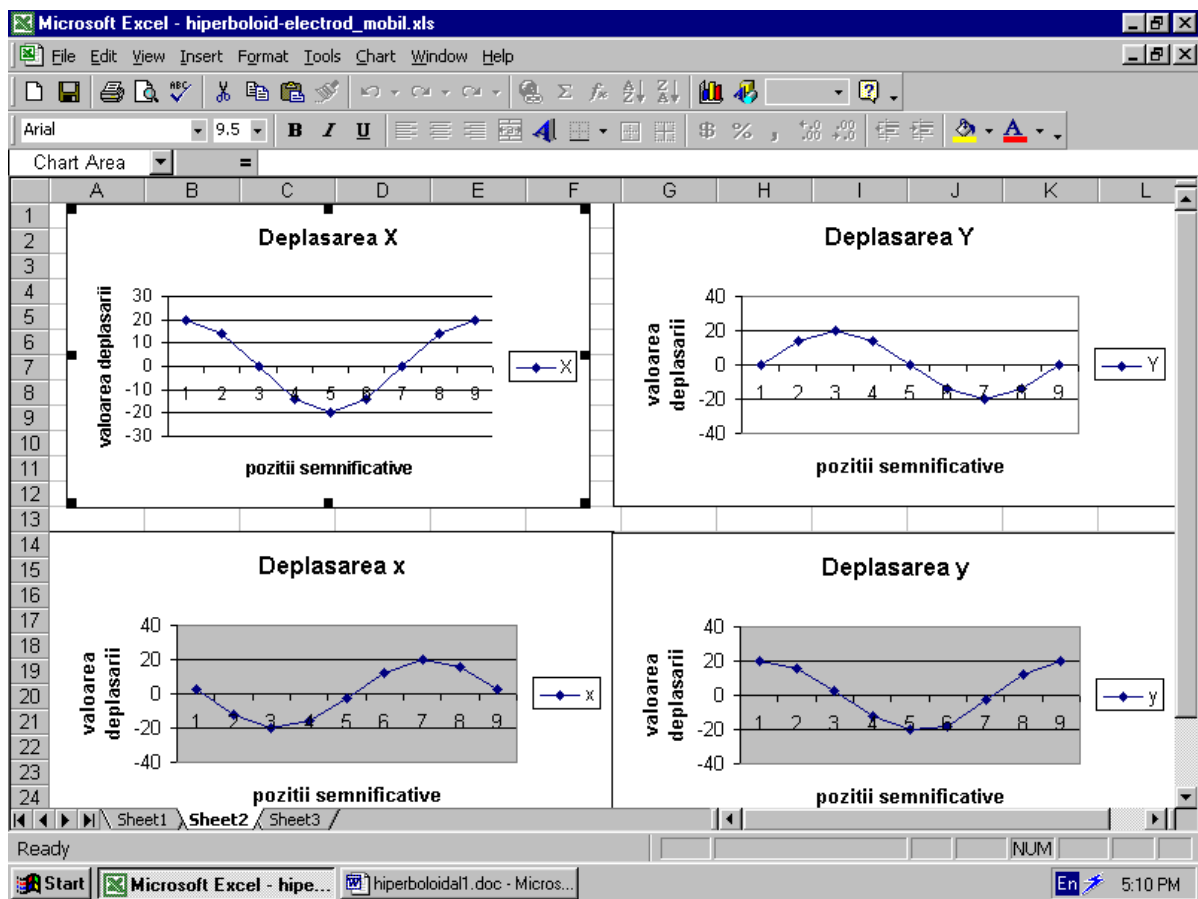 Microsoft Excel - hiperboloid-electrod_mobil.xls
File Edit View Insert Format Tools Chart Window Help
Arial 9.5 B I U $ % ,
Chart Area =
A B C D E F G H I J K L
1
2
3
4
5
6
7
8
9
10
11
12
13
14
15
16
17
18
19
20
21
22
23
24
Deplasarea X
valoarea deplasarii
30
20
10
0
-10
-20
-30
1 2 3 4 5 6 7 8 9
X
pozitii semnificative
Deplasarea Y
valoarea
deplasarii
40
20
0
-20
-40
1 2 3 4 5 6 7 8 9
Y
pozitii semnificative
Deplasarea x
valoarea
deplasarii
40
20
0
-20
-40
1 2 3 4 5 6 7 8 9
x
pozitii semnificative
Deplasarea y
valoarea
deplasarii
40
20
0
-20
-40
1 2 3 4 5 6 7 8 9
y
pozitii semnificative
Sheet1 Sheet2 Sheet3
Ready NUM
Start Microsoft Excel - hipe... hiperboloidal1.doc - Micros... En 5:10 PM